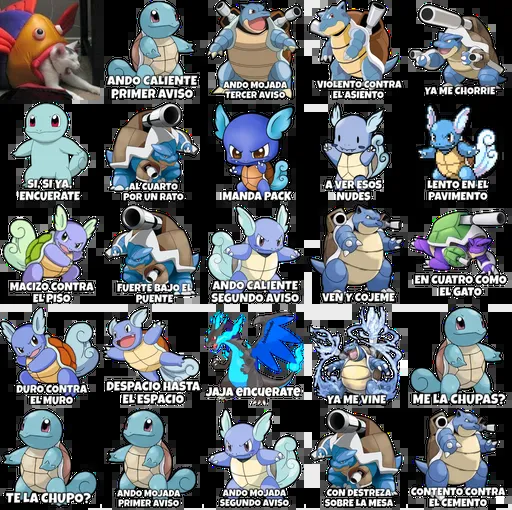 ANDO CALIENTE
PRIMER AVISO
ANDO MOJADA
TERCER AVISO
VIOLENTO CONTRA
EL ASIENTO
YA ME CHORRIE
SI, SI YA.
ENCUERATE
AL CUARTO
POR UN RATO.
MANDA PACK
A VER ESOS
NUDES.
LENTO EN EL
PAVIMENTO
MACIZO CONTRA
EL PISO.
FUERTE BAJO EL
PUENTE
ANDO CALIENTE
SEGUNDO AVISO
VEN Y COJEME
EN CUATRO COMO
EL GATO
DURO CONTRA
EL MURO
DESPACIO HASTA
EL ESPACIO
JAJA ENCUERATE
YA ME VINE
ME LA CHUPAS?
TE LA CHUPO?
ANDO MOJADA
PRIMER AVISO
ANDO MOJADA
SEGUNDO AVISO
CON DESTREZA
SOBRE LA MESA
CONTENTO CONTRA
EL CEMENTO